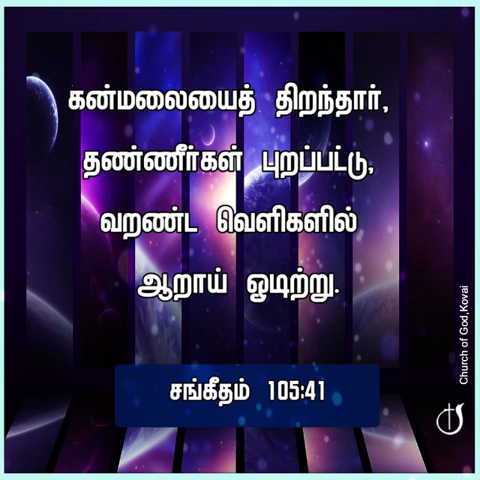 கன்மலையைத் திறந்தார்,
தண்ணீர்கள் புறப்பட்டு,
வறண்ட வெளிகளில்
ஆறாய் ஓடிற்று.
சங்கீதம் 105:41
Church of God,Kovai